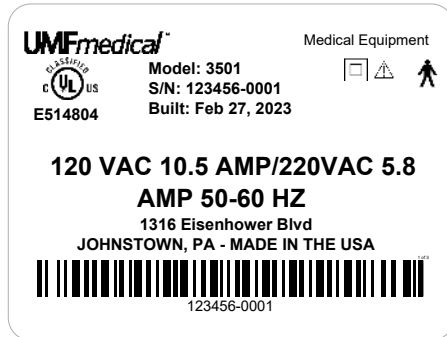 UMFmedical™
Medical Equipment
CLASSIFIED
C UL US
E514804
Model: 3501
S/N: 123456-0001
Built: Feb 27, 2023
120 VAC 10.5 AMP/220VAC 5.8
AMP 50-60 HZ
1316 Eisenhower Blvd
JOHNSTOWN, PA - MADE IN THE USA
123456-0001